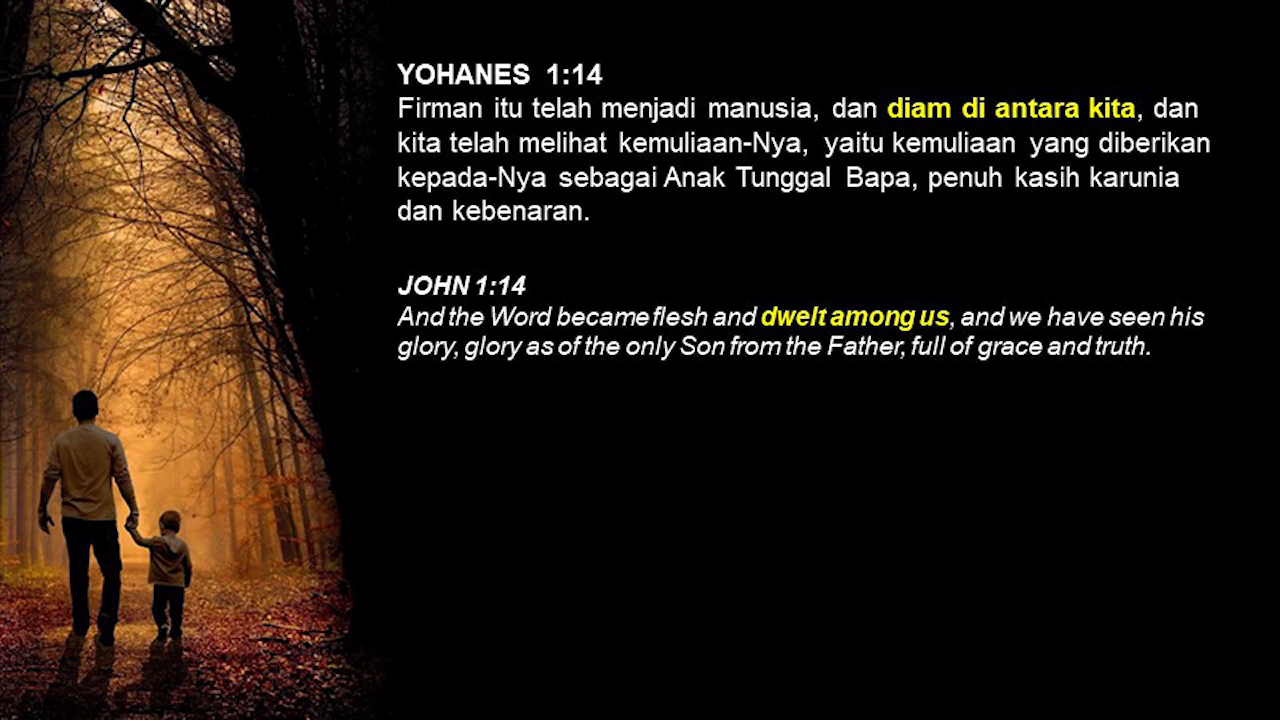 YOHANES 1:14
Firman itu telah menjadi manusia, dan diam di antara kita, dan
kita telah melihat kemuliaan-Nya, yaitu kemuliaan yang diberikan
kepada-Nya sebagai Anak Tunggal Bapa, penuh kasih karunia
dan kebenaran.
JOHN 1:14
And the Word became flesh and dwelt among us, and we have seen his
glory, glory as of the only Son from the Father, full of grace and truth.